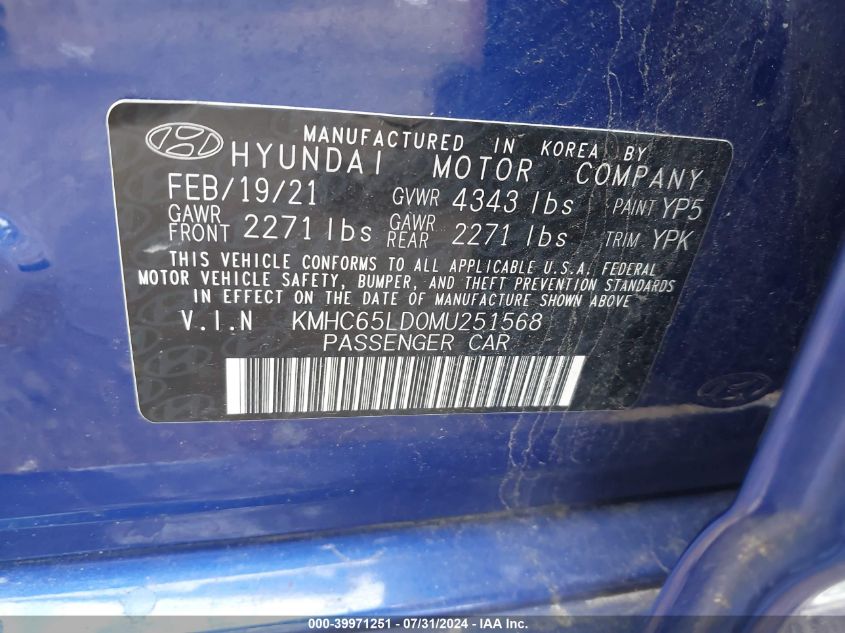 MANUFACTURED IN KOREA BY
HYUNDAI MOTOR COMPANY
FEB/19/21 GVWR 4343 lbs PAINT YP5
GAWR FRONT 2271 lbs GAWR REAR 2271 lbs TRIM YPK
THIS VEHICLE CONFORMS TO ALL APPLICABLE U.S.A. FEDERAL
MOTOR VEHICLE SAFETY, BUMPER, AND THEFT PREVENTION STANDARDS
IN EFFECT ON THE DATE OF MANUFACTURE SHOWN ABOVE
V.I.N KMHC65LD0MU251568
PASSENGER CAR
000-39971251 - 07/31/2024 - IAA Inc.